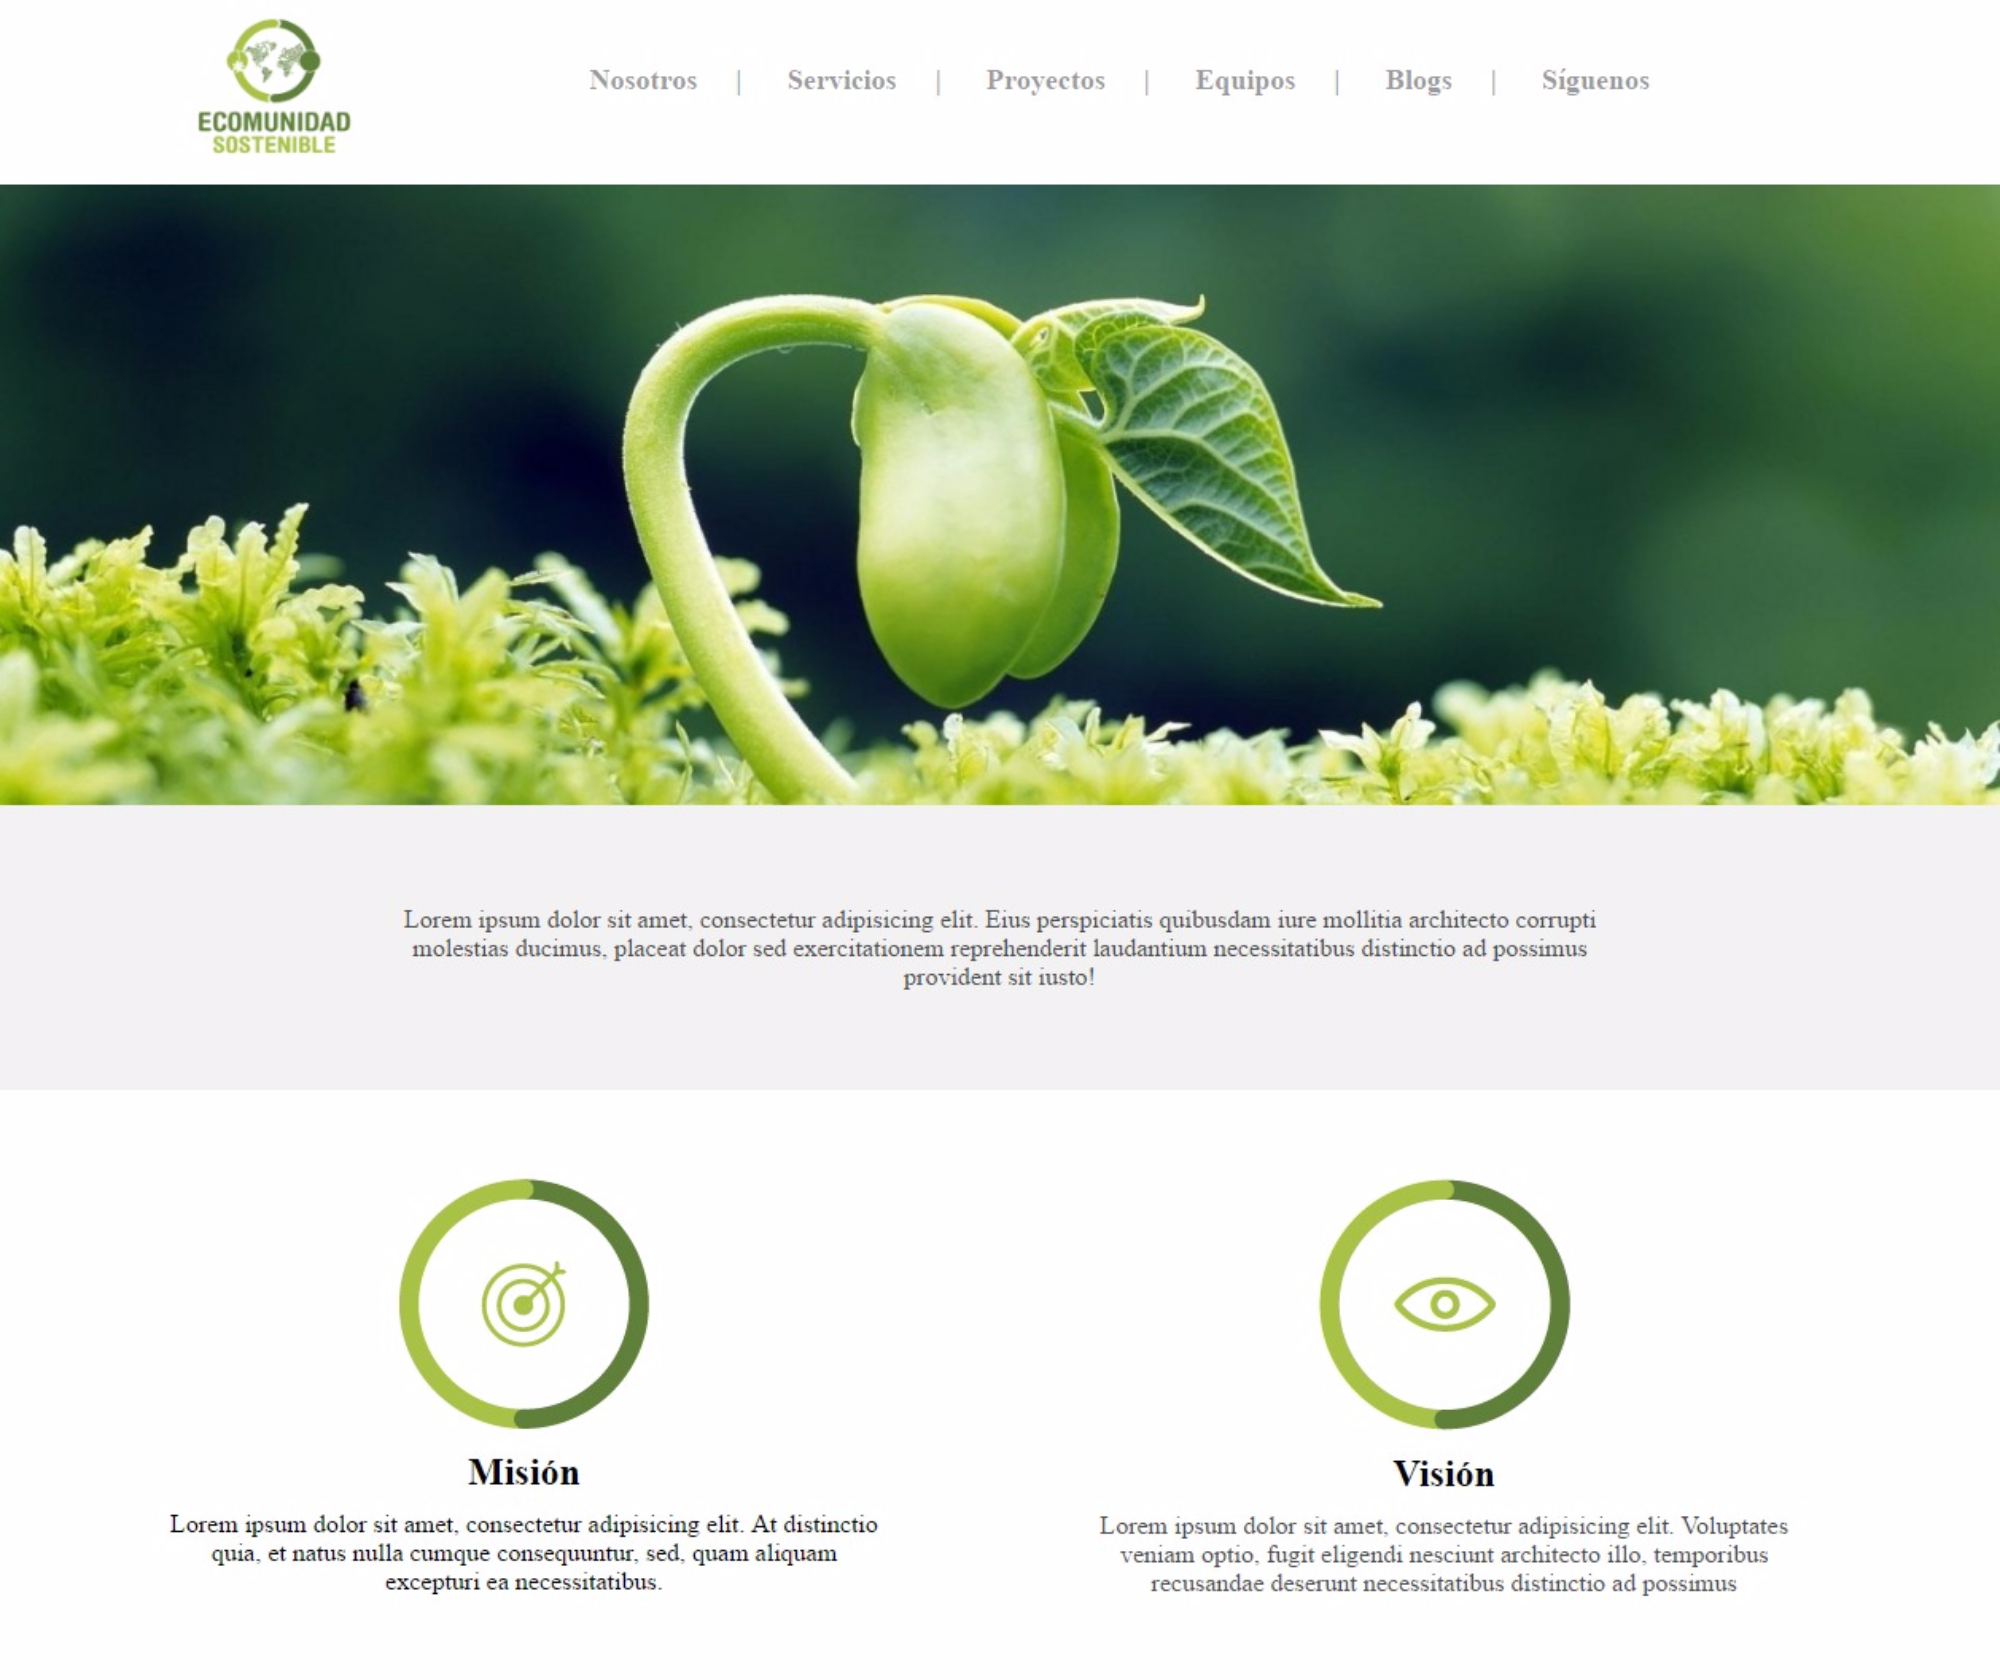 ECOMUNIDAD
SOSTENIBLE
Nosotros | Servicios | Proyectos | Equipos | Blogs | Síguenos
Lorem ipsum dolor sit amet, consectetur adipisicing elit. Eius perspiciatis quibusdam iure mollitia architecto corrupti
molestias ducimus, placeat dolor sed exercitationem reprehenderit laudantium necessitatibus distinctio ad possimus
provident sit iusto!
Misión
Lorem ipsum dolor sit amet, consectetur adipisicing elit. At distinctio
quia, et natus nulla cumque consequuntur, sed, quam aliquam
excepturi ea necessitatibus.
Visión
Lorem ipsum dolor sit amet, consectetur adipisicing elit. Voluptates
veniam optio, fugit eligendi nesciunt architecto illo, temporibus
recusandae deserunt necessitatibus distinctio ad possimus